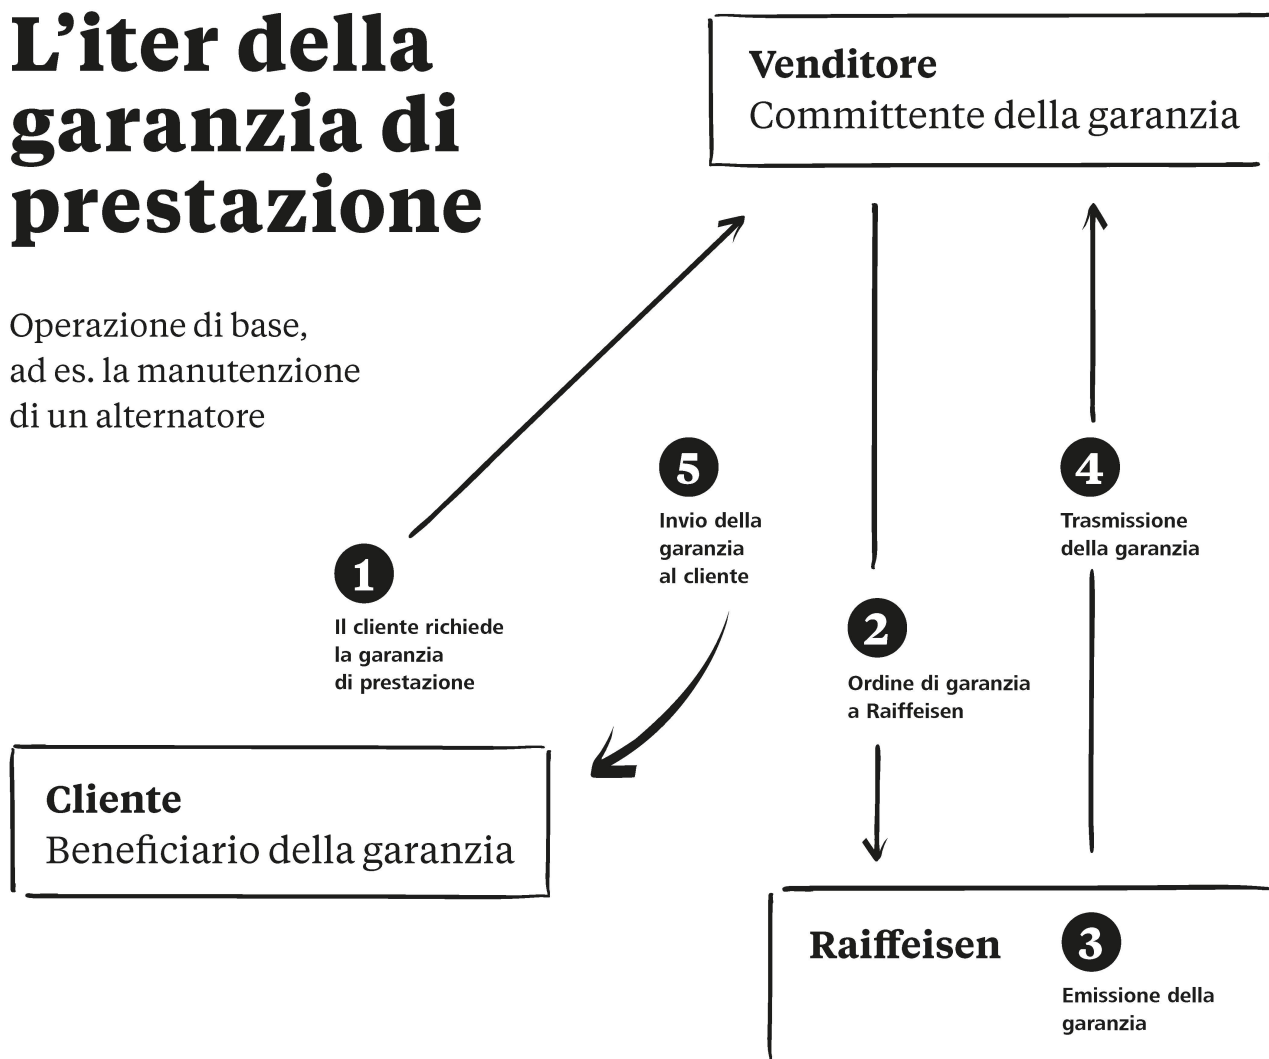 L’iter della
garanzia di
prestazione
Operazione di base,
ad es. la manutenzione
di un alternatore
Venditore
Committente della garanzia
1
Il cliente richiede
la garanzia
di prestazione
5
Invio della
garanzia
al cliente
2
Ordine di garanzia
a Raiffeisen
4
Trasmissione
della garanzia
Cliente
Beneficiario della garanzia
Raiffeisen
3
Emissione della
garanzia